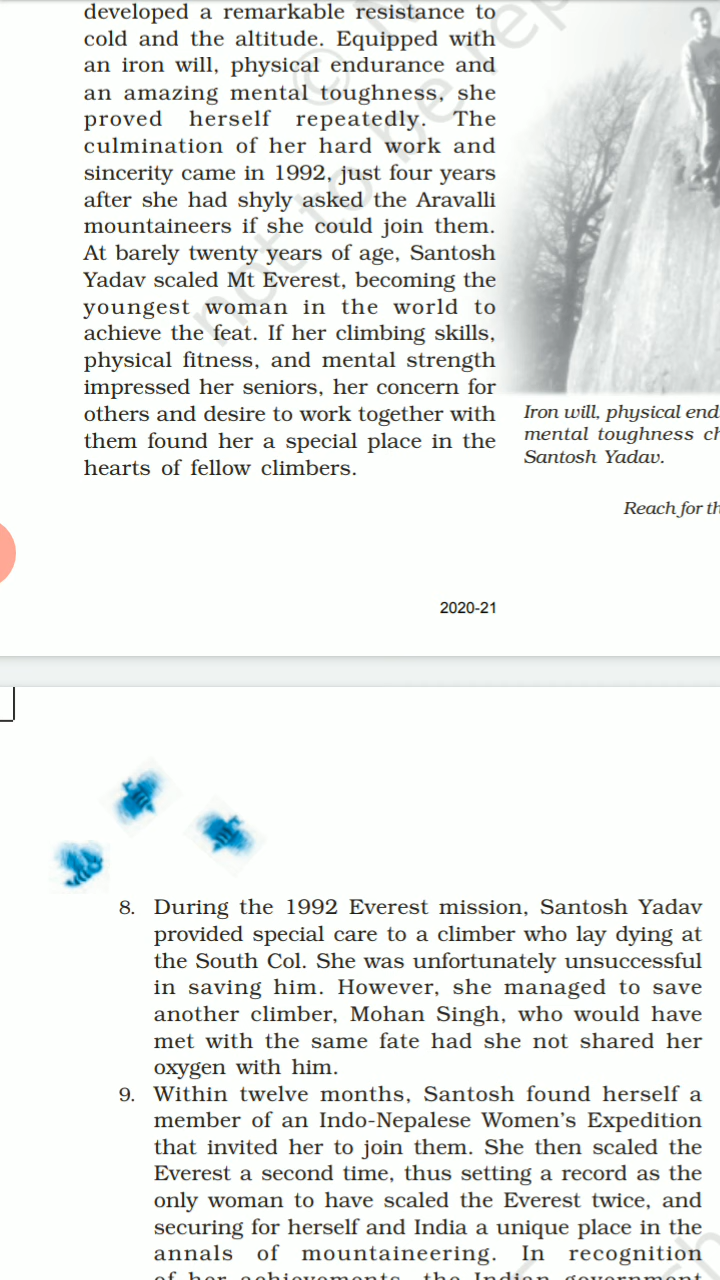 developed a remarkable resistance to
cold and the altitude. Equipped with
an iron will, physical endurance and
an amazing mental toughness, she
proved herself repeatedly. The
culmination of her hard work and
sincerity came in 1992, just four years
after she had shyly asked the Aravalli
mountaineers if she could join them.
At barely twenty years of age, Santosh
Yadav scaled Mt Everest, becoming the
youngest woman in the world to
achieve the feat. If her climbing skills,
physical fitness, and mental strength
impressed her seniors, her concern for
others and desire to work together with
them found her a special place in the
hearts of fellow climbers.
Iron will, physical end
mental toughness ch
Santosh Yadav.
Reach for th
2020-21
© N
not to be rep
8. During the 1992 Everest mission, Santosh Yadav
provided special care to a climber who lay dying at
the South Col. She was unfortunately unsuccessful
in saving him. However, she managed to save
another climber, Mohan Singh, who would have
met with the same fate had she not shared her
oxygen with him.
9. Within twelve months, Santosh found herself a
member of an Indo-Nepalese Women's Expedition
that invited her to join them. She then scaled the
Everest a second time, thus setting a record as the
only woman to have scaled the Everest twice, and
securing for herself and India a unique place in the
annals of mountaineering. In recognition
of her achievements, the Indian government